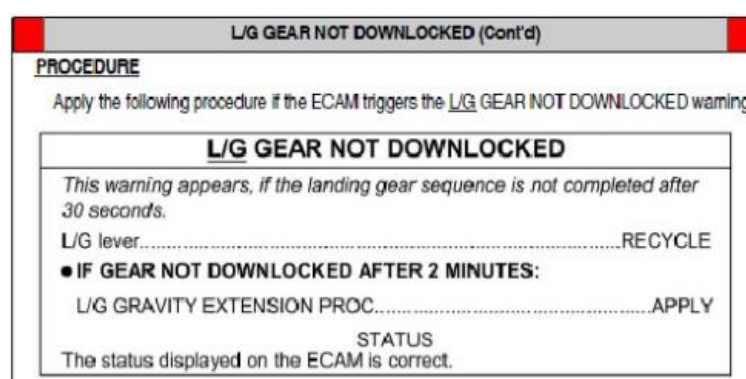 L/G GEAR NOT DOWNLOCKED (Cont'd)
PROCEDURE
Apply the following procedure if the ECAM triggers the L/G GEAR NOT DOWNLOCKED warning
L/G GEAR NOT DOWNLOCKED
This warning appears, if the landing gear sequence is not completed after
30 seconds.
L/G lever..........................................................................................RECYCLE
● IF GEAR NOT DOWNLOCKED AFTER 2 MINUTES:
L/G GRAVITY EXTENSION PROC....................................................APPLY
STATUS
The status displayed on the ECAM is correct.